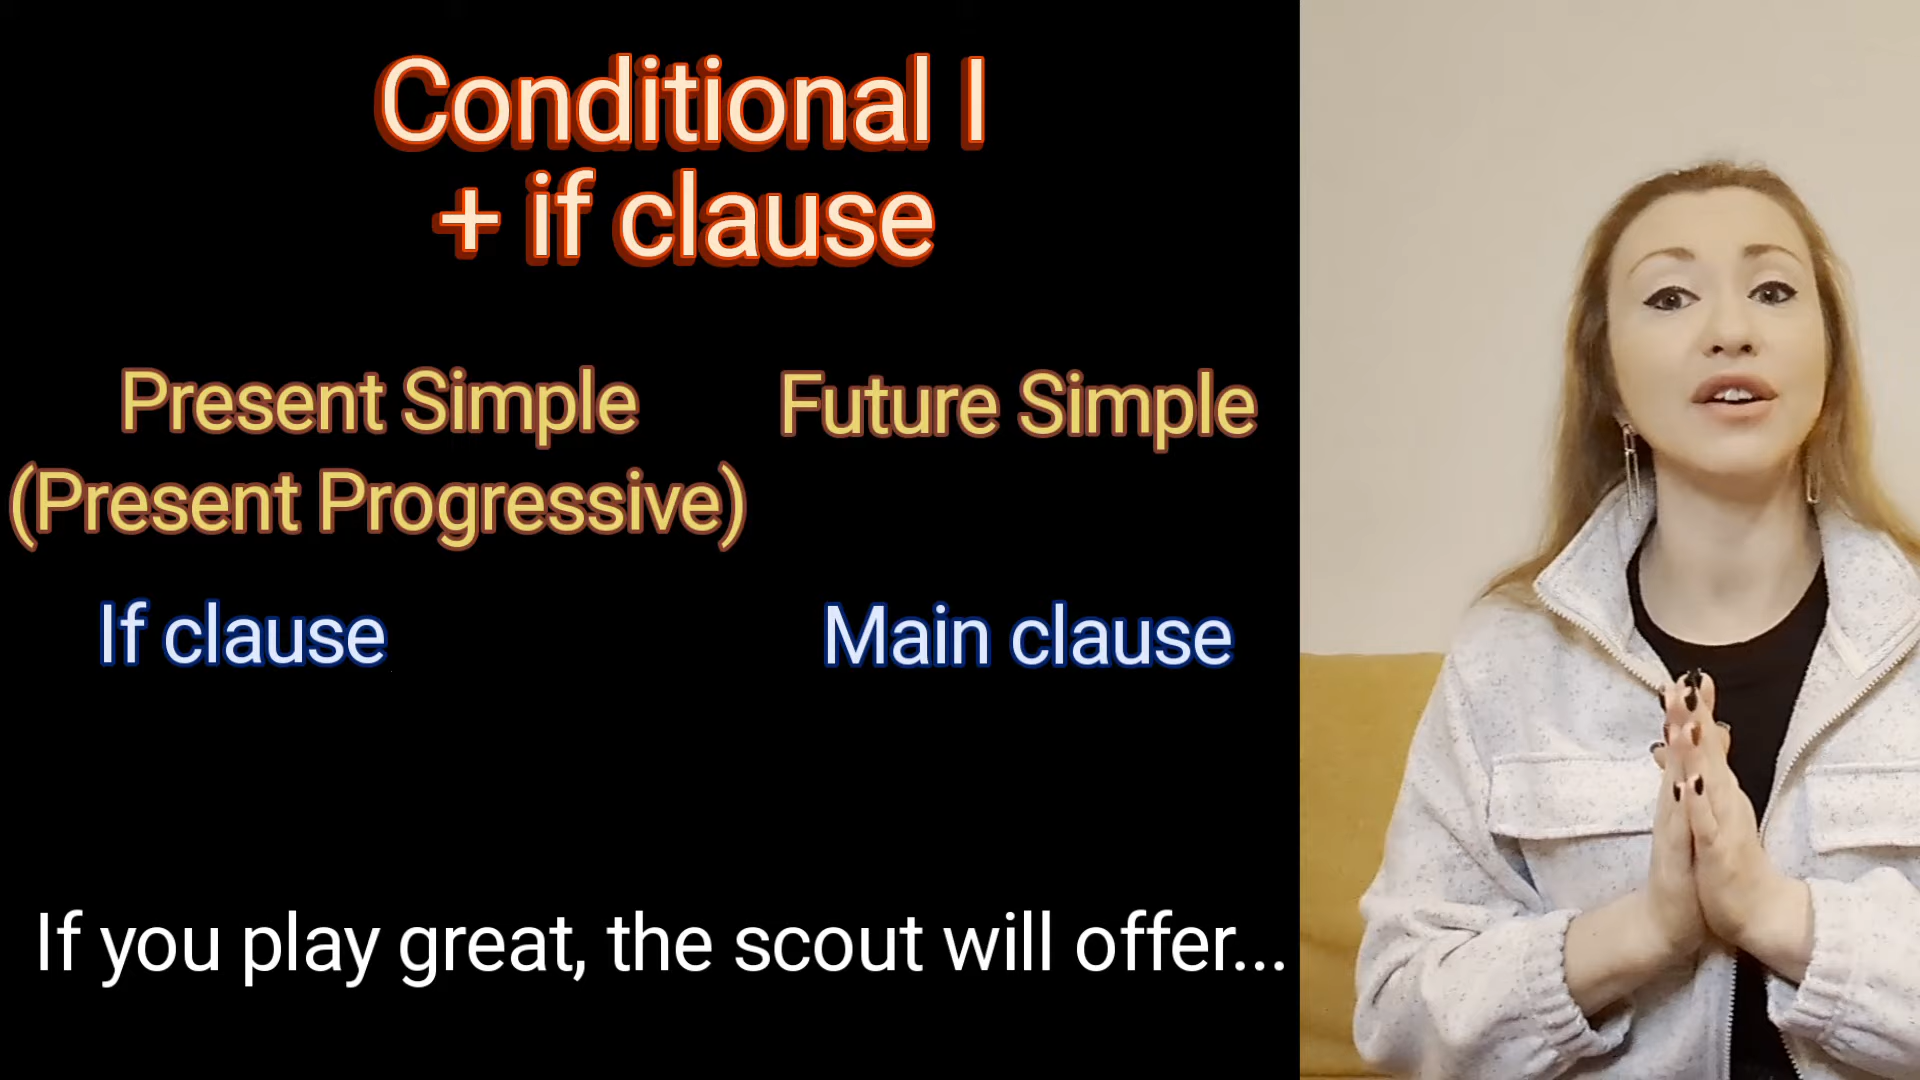 Conditional I
+ if clause
Present Simple
(Present Progressive)
Future Simple
If clause
Main clause
If you play great, the scout will offer...